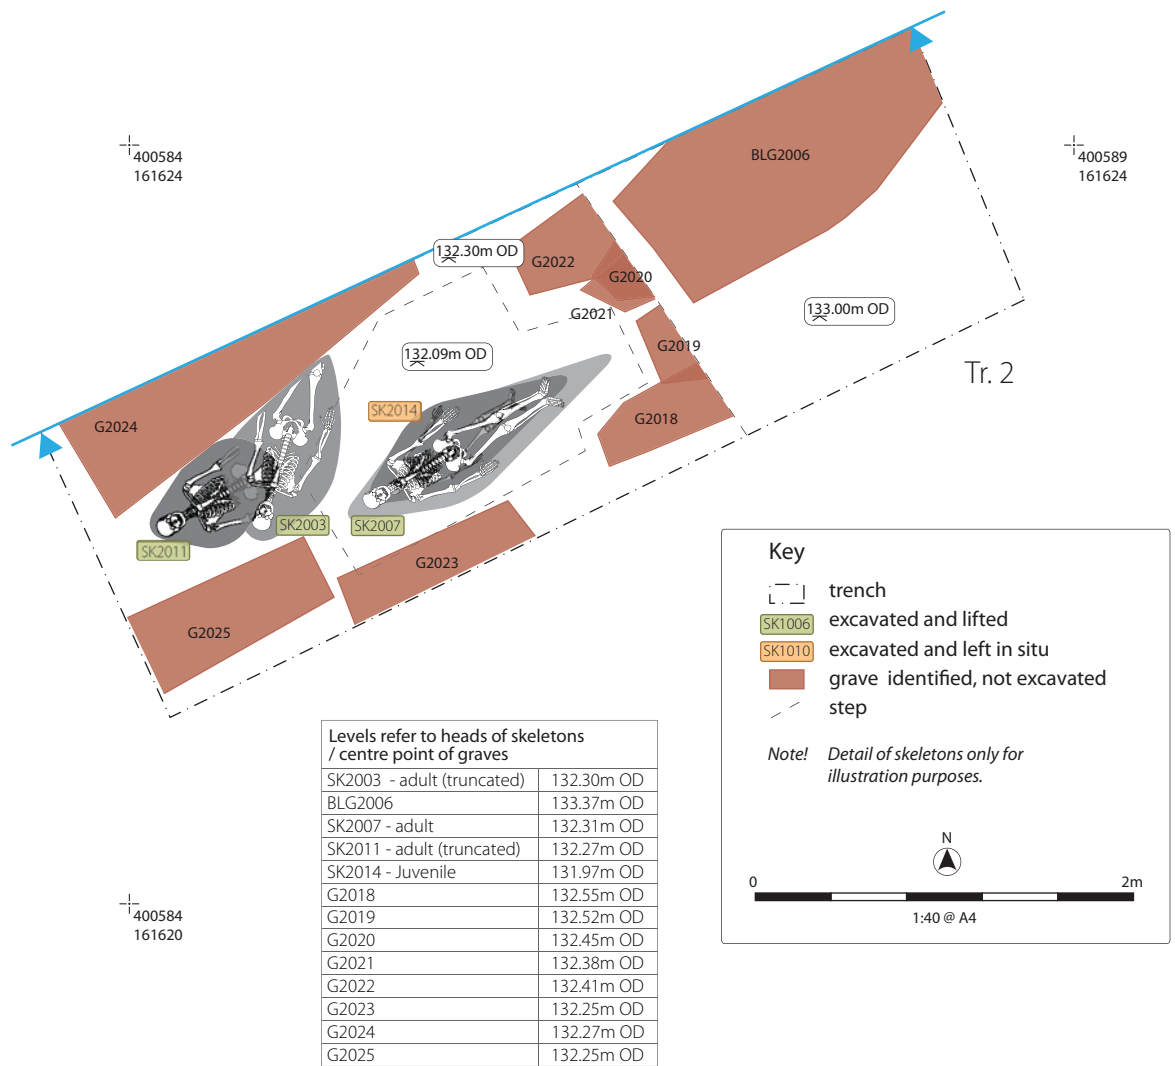 400584
161624
BLG2006
400589
161624
132.30m OD
G2022
G2020
G2021
133.00m OD
G2019
132.09m OD
Tr. 2
SK2014
G2018
G2024
SK2003
SK2007
SK2011
G2023
G2025
Key
trench
SK1006 excavated and lifted
SK1010 excavated and left in situ
grave identified, not excavated
step
Note! Detail of skeletons only for
illustration purposes.
N
0 2m
1:40 @ A4
Levels refer to heads of skeletons
/ centre point of graves
SK2003 - adult (truncated) 132.30m OD
BLG2006 133.37m OD
SK2007 - adult 132.31m OD
SK2011 - adult (truncated) 132.27m OD
SK2014 - Juvenile 131.97m OD
G2018 132.55m OD
G2019 132.52m OD
G2020 132.45m OD
G2021 132.38m OD
G2022 132.41m OD
G2023 132.25m OD
G2024 132.27m OD
G2025 132.25m OD
400584
161620